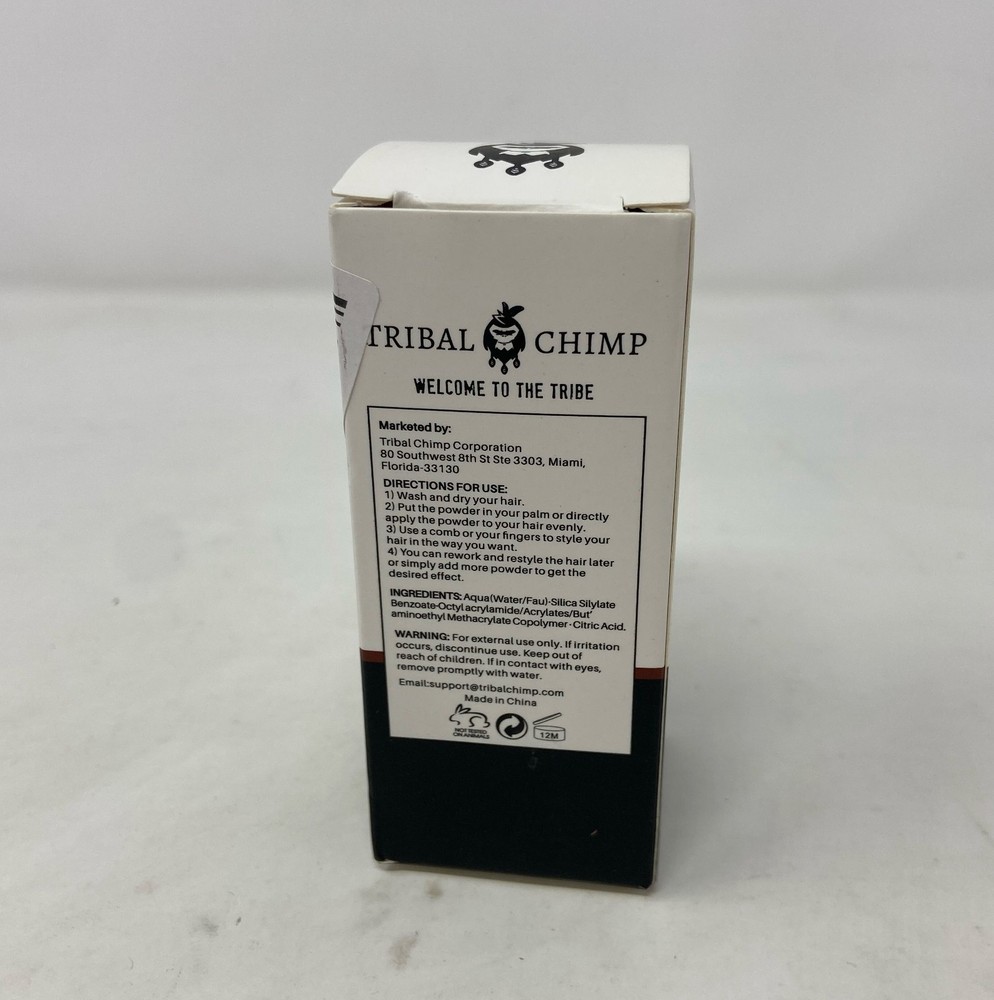 TRIBAL CHIMP
WELCOME TO THE TRIBE
Marketed by:
Tribal Chimp Corporation
80 Southwest 8th St Ste 3303, Miami,
Florida-33130
DIRECTIONS FOR USE:
1) Wash and dry your hair.
2) Put the powder in your palm or directly
apply the powder to your hair evenly.
3) Use a comb or your fingers to style your
hair in the way you want.
4) You can rework and restyle the hair later
or simply add more powder to get the
desired effect.
INGREDIENTS: Aqua(Water/Fau)-Silica Silylate
Benzoate-Octyl acrylamide/Acrylates/But'
aminoethyl Methacrylate Copolymer · Citric Acid.
WARNING: For external use only. If irritation
occurs, discontinue use. Keep out of
reach of children. If in contact with eyes,
remove promptly with water.
Email:support@tribalchimp.com
Made in China
NOT TESTED
ON ANIMALS
12M